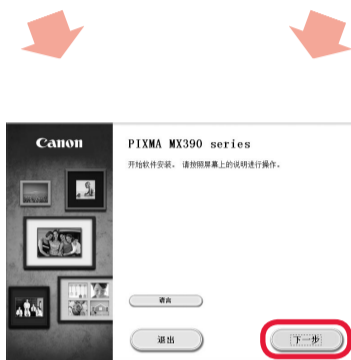 Canon
PIXMA MX390 series
开始软件安装。 请按照屏幕上的说明进行操作。
语言
退出
下一步